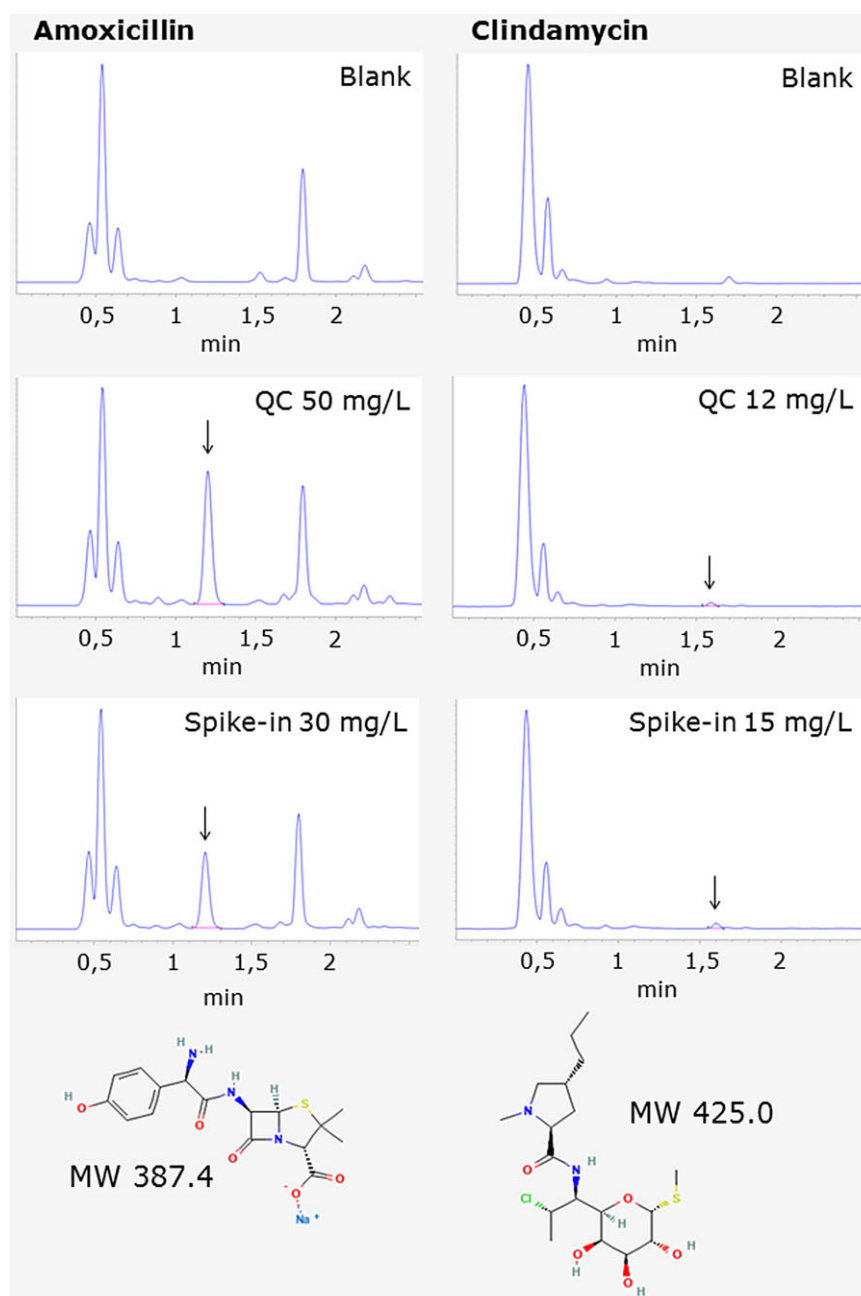 Amoxicillin
Clindamycin
Blank
0,5 1 1,5 2
min
Blank
0,5 1 1,5 2
min
QC 50 mg/L
0,5 1 1,5 2
min
QC 12 mg/L
0,5 1 1,5 2
min
Spike-in 30 mg/L
0,5 1 1,5 2
min
Spike-in 15 mg/L
0,5 1 1,5 2
min
H
N H
H O
O
H
N
H
S
N
O
O
O -
Na +
MW 387.4
N
O
N H
Cl
O
S
H
O
H
O
H
O H
MW 425.0